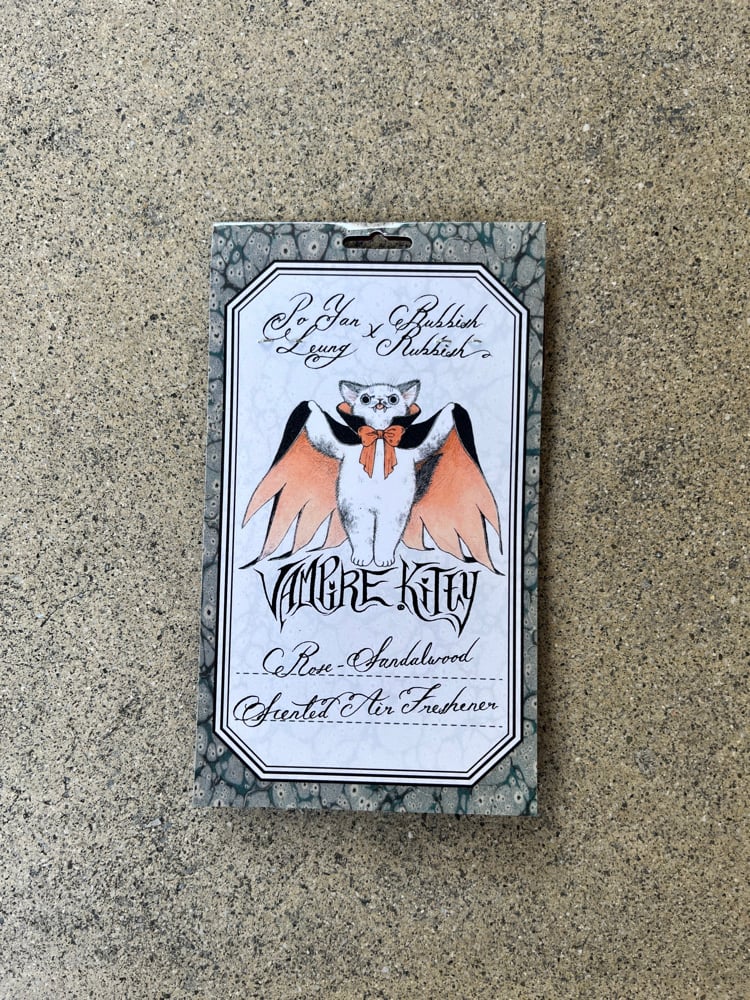 Po Yan x Rubbish
Leung Rubbish
VAMPIRE KITTY
Rose-Sandalwood
Scented Air Freshener